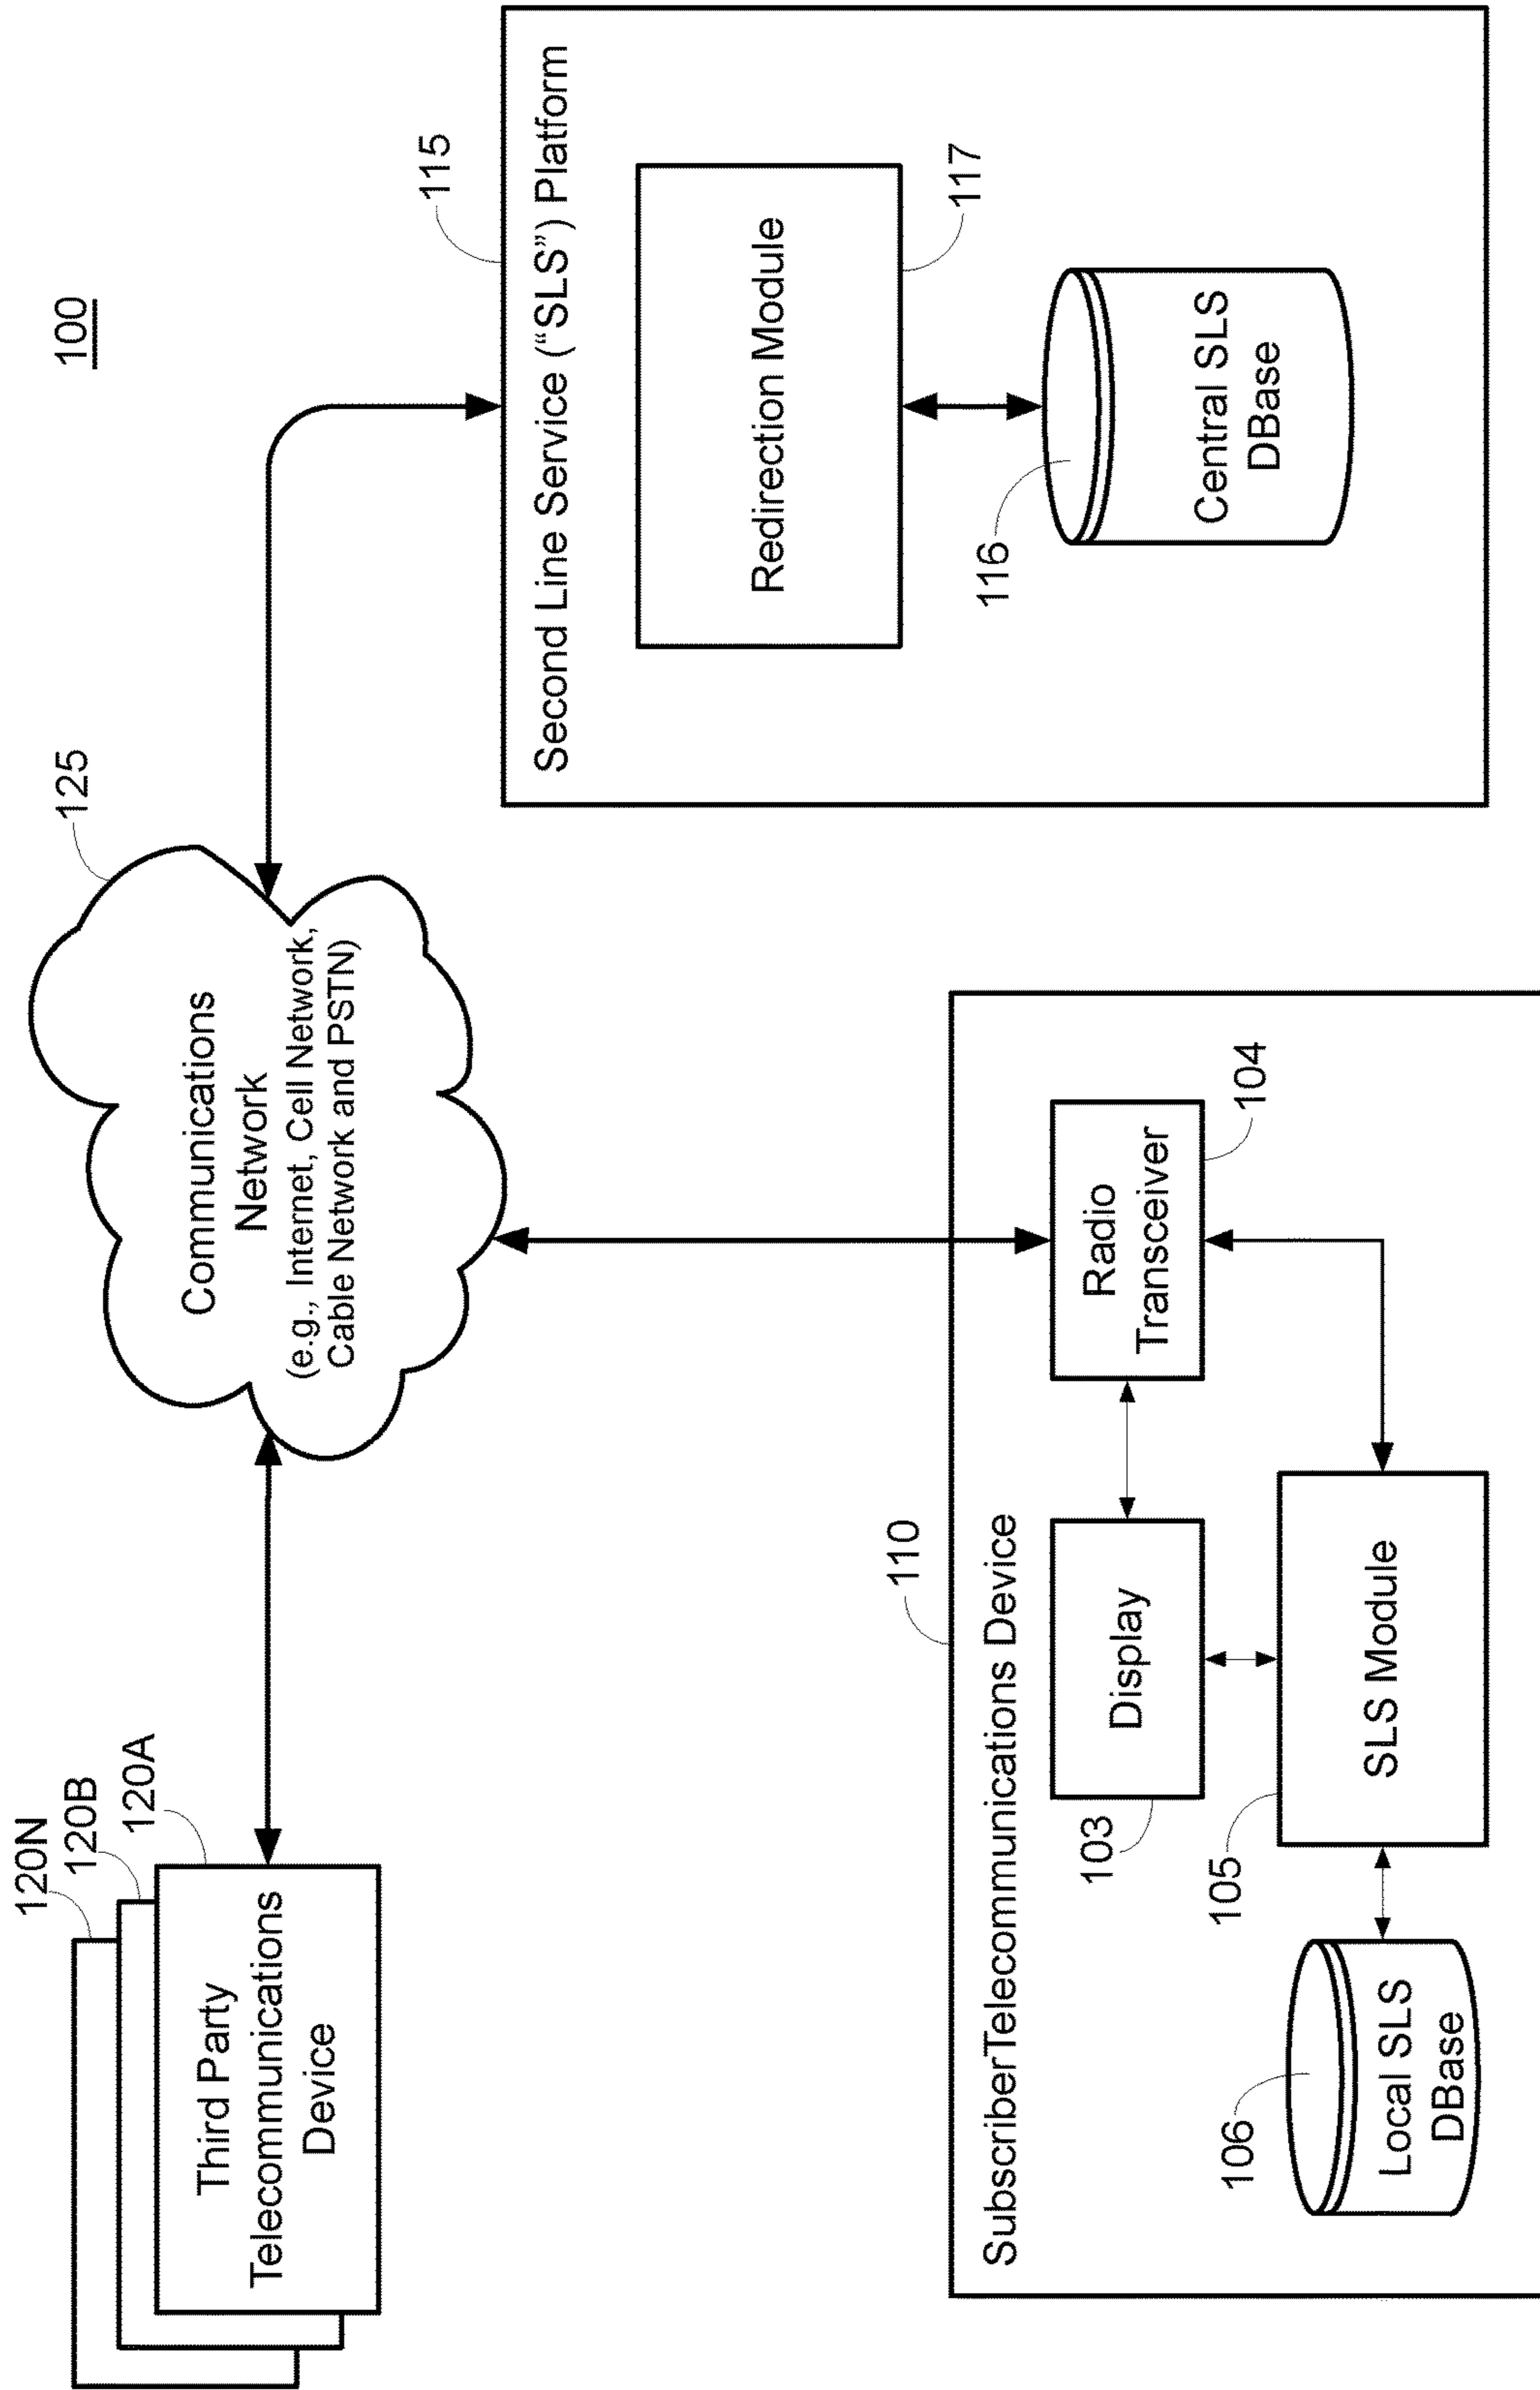 100
120N
120B
120A
Third Party
Telecommunications
Device
125
Communications
Network
(e.g., Internet, Cell Network,
Cable Network and PSTN)
115
Second Line Service (“SLS”) Platform
Redirection Module
117
116
Central SLS
DBase
110
SubscriberTelecommunications Device
Display
103
Radio
Transceiver
104
105
SLS Module
106
Local SLS
DBase